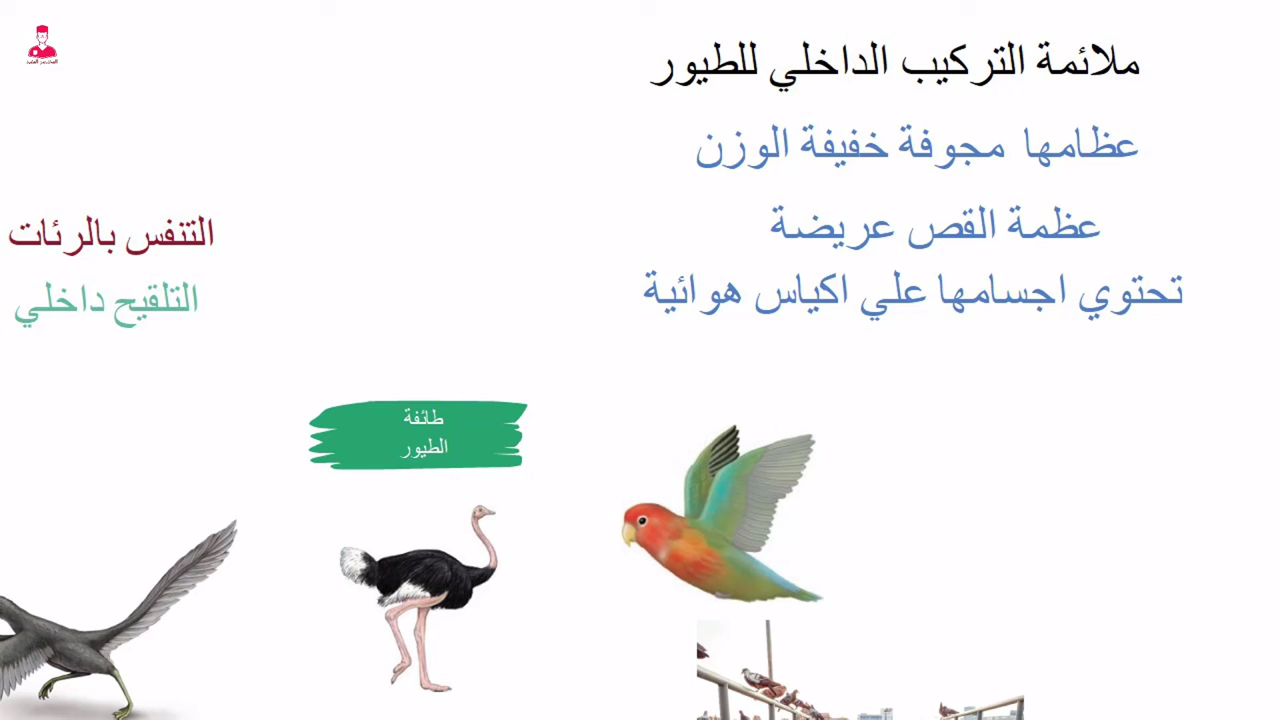 ملائمة التركيب الداخلي للطيور
عظامها مجوفة خفيفة الوزن
عظمة القص عريضة
تحتوي اجسامها علي اكياس هوائية
التنفس بالرئات
التلقيح داخلي
طائفة
الطيور